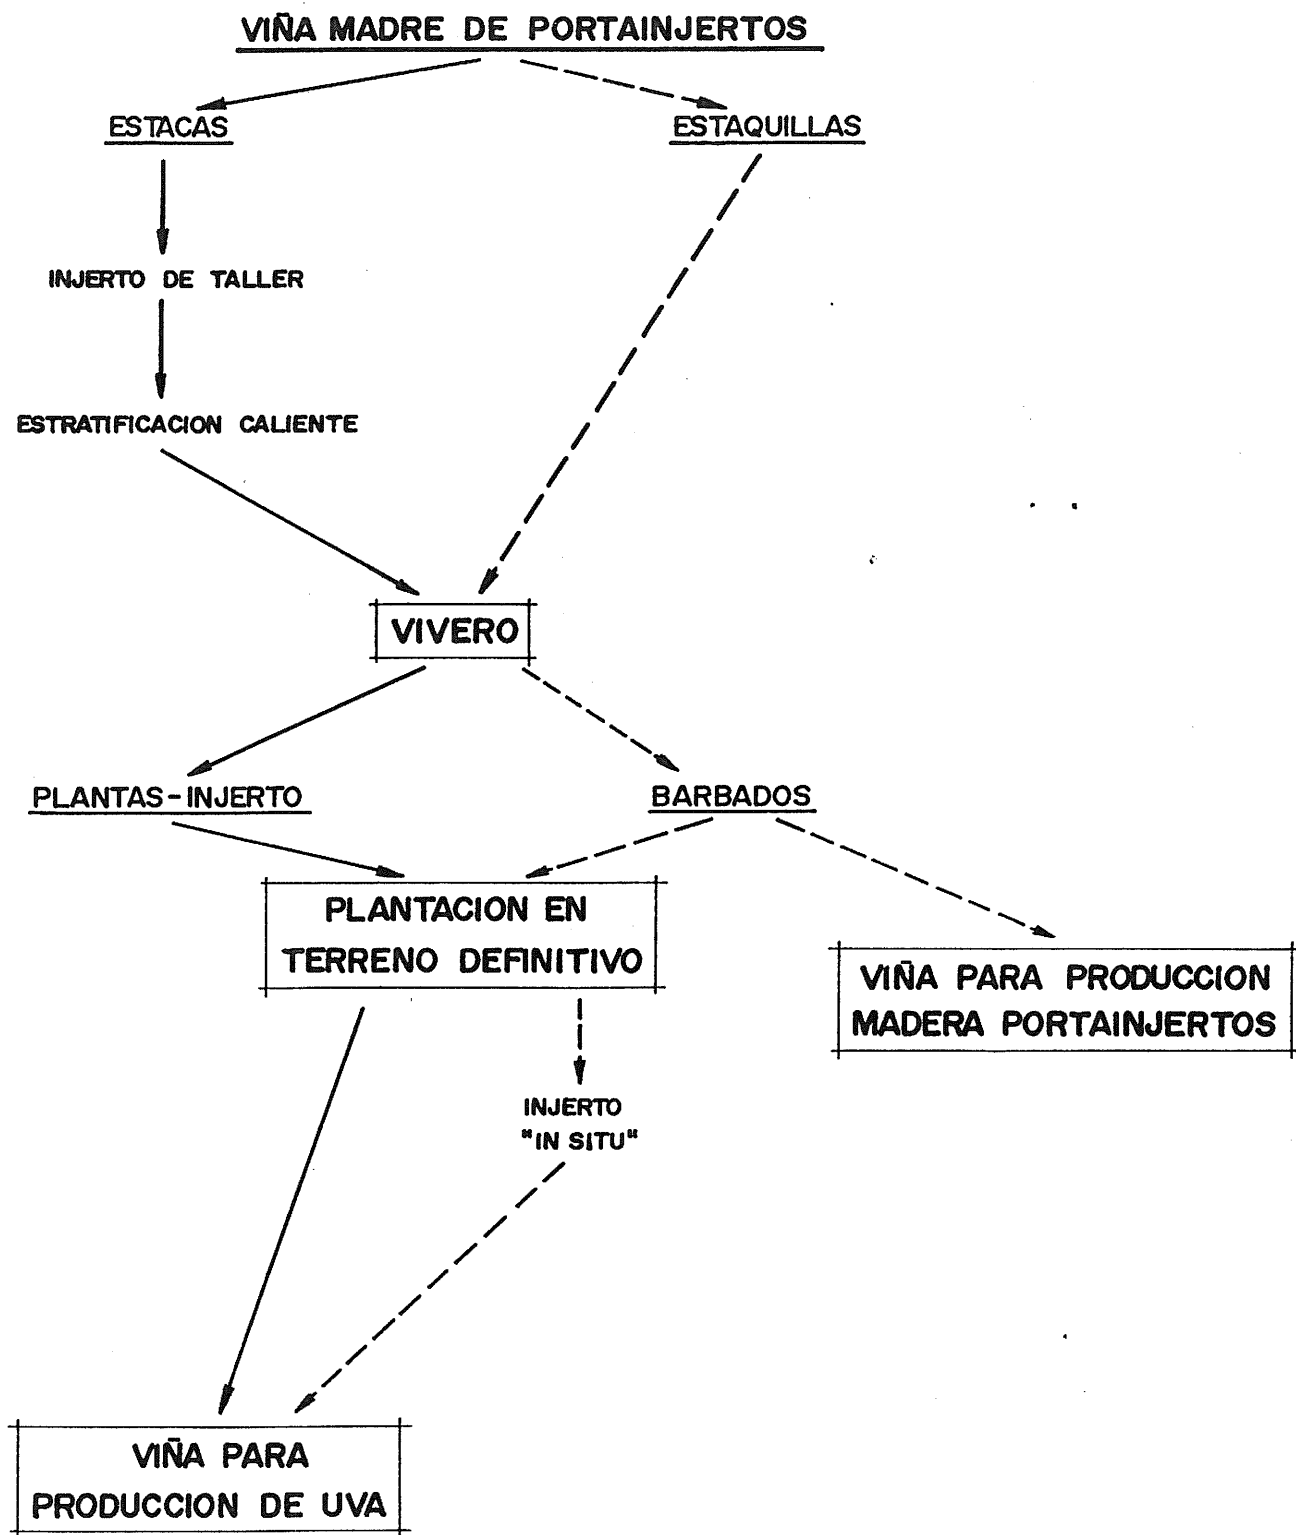 VIÑA MADRE DE PORTAINJERTOS
ESTACAS
ESTAQUILLAS
INJERTO DE TALLER
ESTRATIFICACION CALIENTE
VIVERO
PLANTAS-INJERTO
BARBADOS
PLANTACION EN
TERRENO DEFINITIVO
VIÑA PARA PRODUCCION
MADERA PORTAINJERTOS
INJERTO
"IN SITU"
VIÑA PARA
PRODUCCION DE UVA